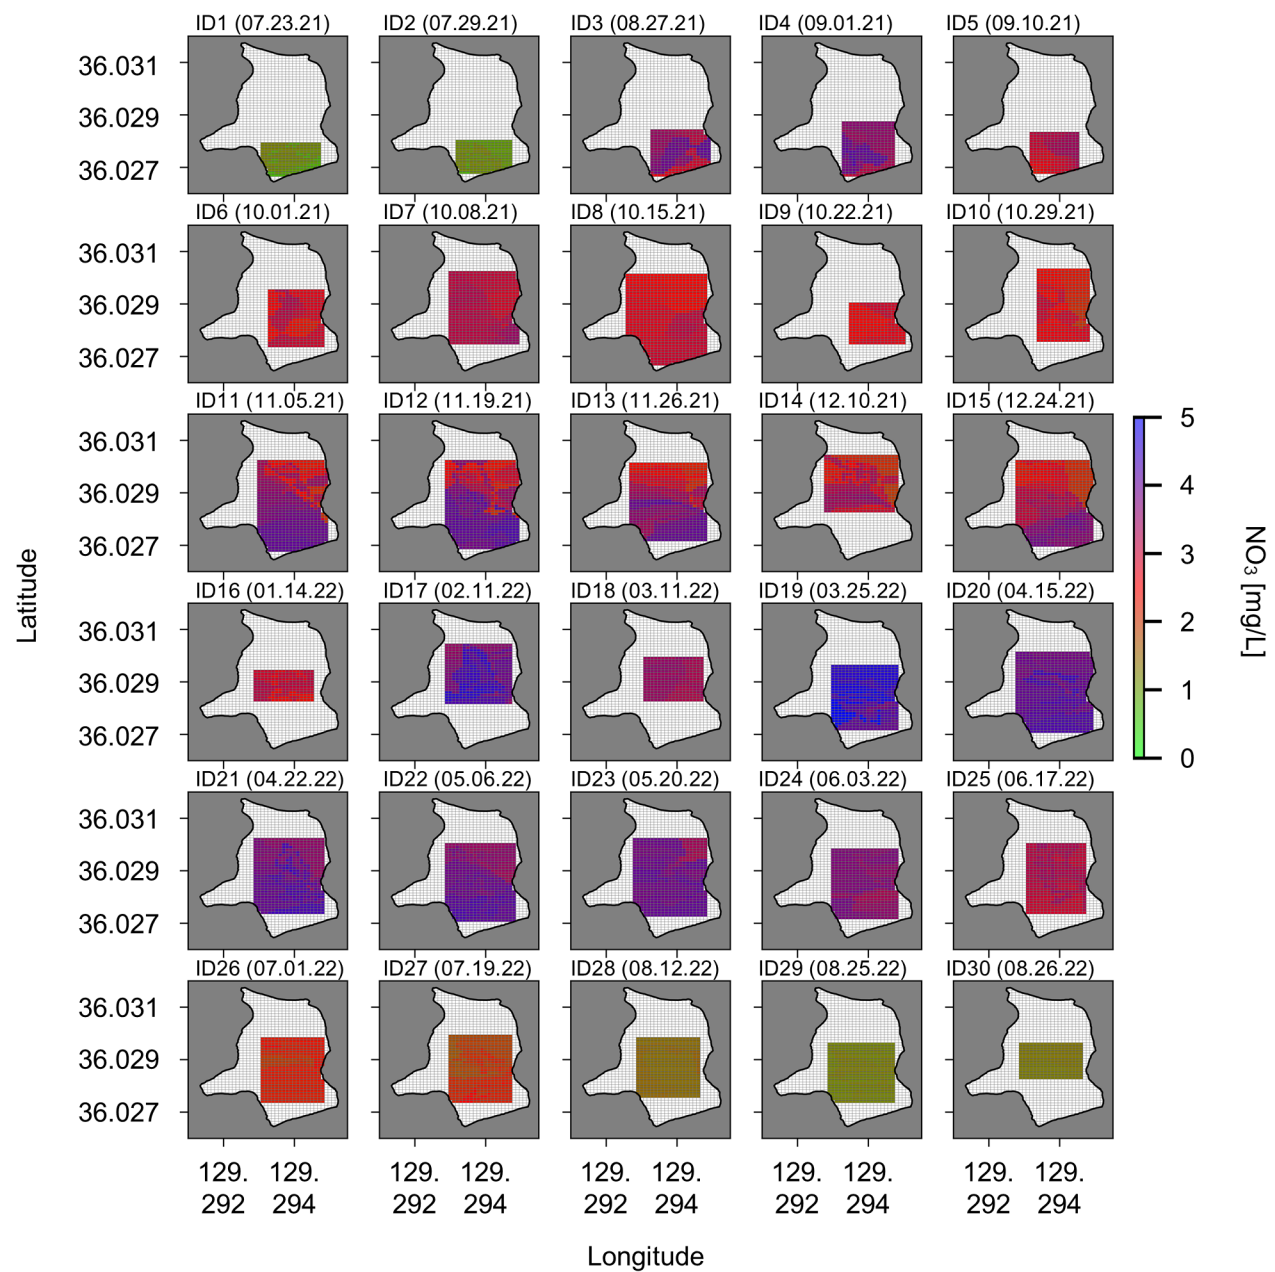 ID1 (07.23.21) ID2 (07.29.21) ID3 (08.27.21) ID4 (09.01.21) ID5 (09.10.21)
36.031
36.029
36.027
ID6 (10.01.21) ID7 (10.08.21) ID8 (10.15.21) ID9 (10.22.21) ID10 (10.29.21)
36.031
36.029
36.027
ID11 (11.05.21) ID12 (11.19.21) ID13 (11.26.21) ID14 (12.10.21) ID15 (12.24.21)
36.031
36.029
36.027
ID16 (01.14.22) ID17 (02.11.22) ID18 (03.11.22) ID19 (03.25.22) ID20 (04.15.22)
36.031
36.029
36.027
ID21 (04.22.22) ID22 (05.06.22) ID23 (05.20.22) ID24 (06.03.22) ID25 (06.17.22)
36.031
36.029
36.027
ID26 (07.01.22) ID27 (07.19.22) ID28 (08.12.22) ID29 (08.25.22) ID30 (08.26.22)
36.031
36.029
36.027
129. 129. 129. 129. 129. 129. 129. 129. 129. 129.
292 294 292 294 292 294 292 294 292 294
Longitude
Latitude
5
4
3
2
1
0
NO₃ [mg/L]